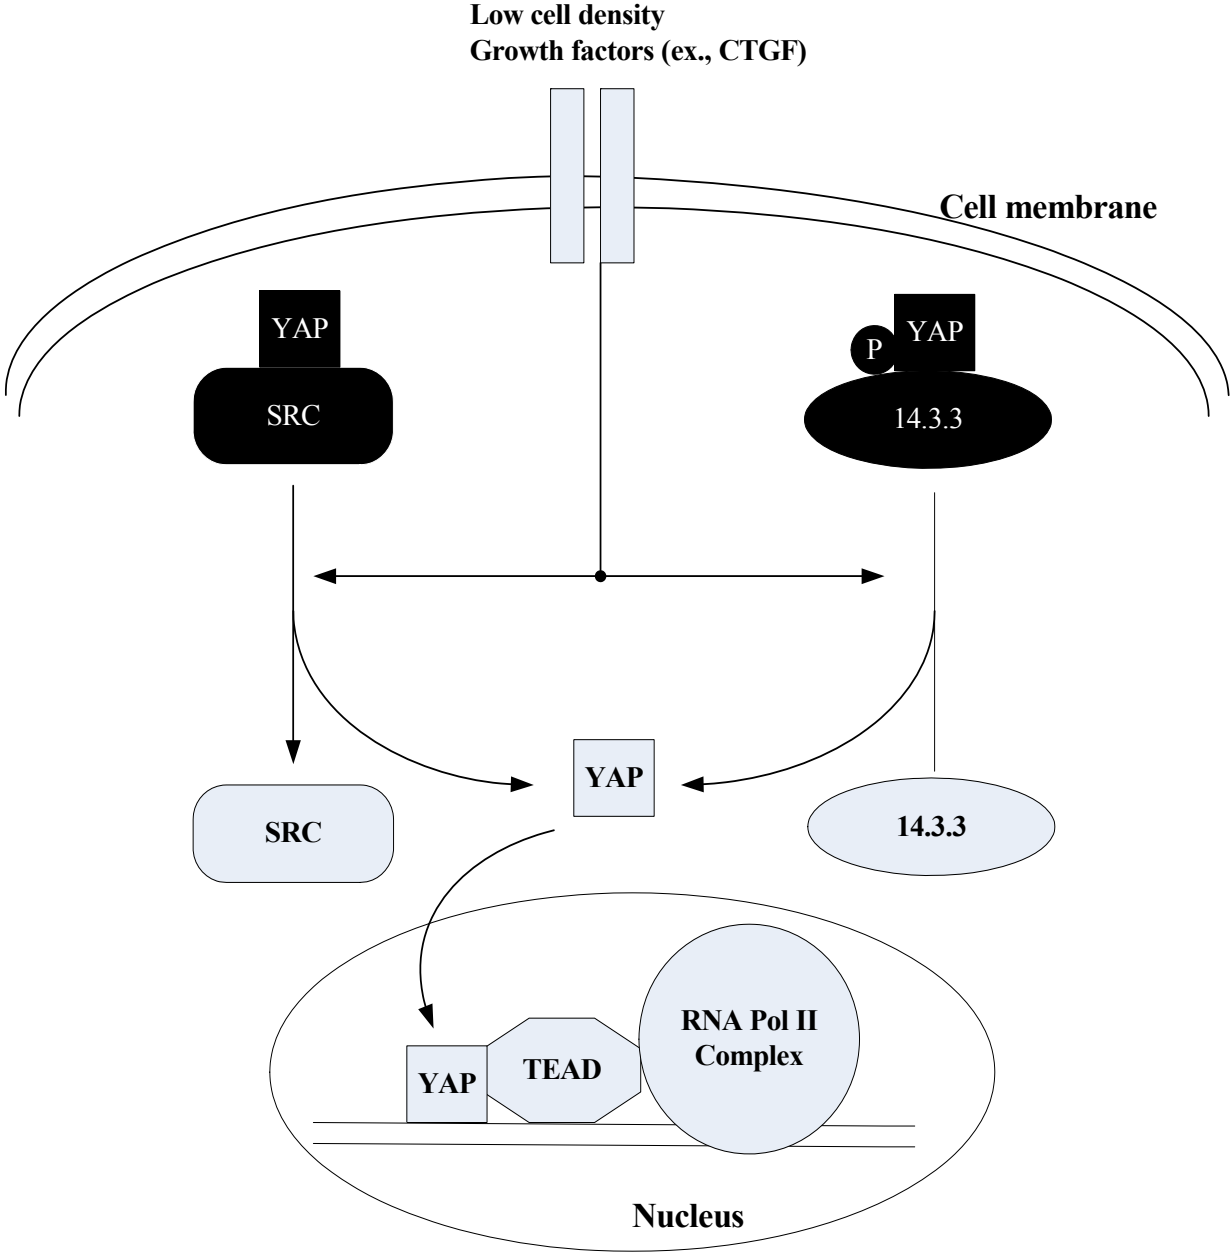 Low cell density
Growth factors (ex., CTGF)
Cell membrane
YAP
SRC
P
YAP
14.3.3
YAP
SRC
14.3.3
RNA Pol II
Complex
TEAD
YAP
Nucleus